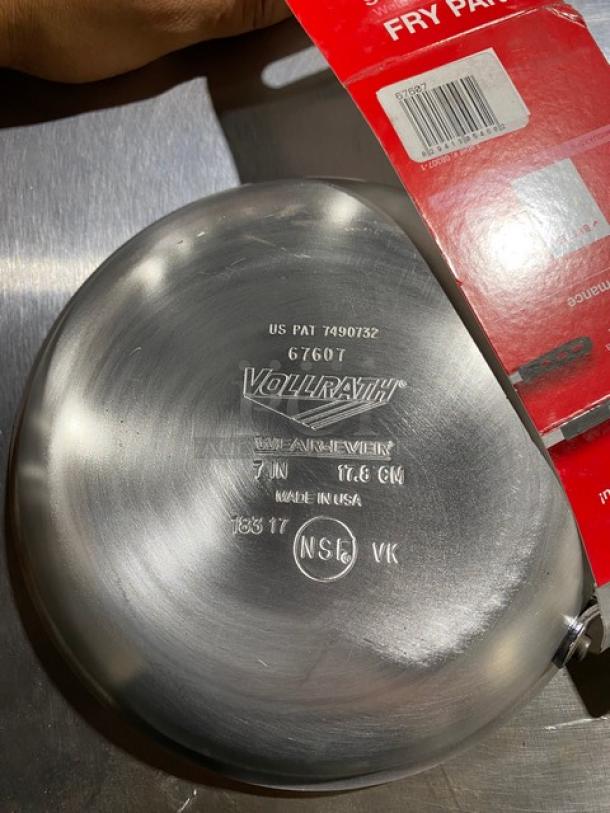 FRY PAN
67607
mance
US PAT 7490732
67607
VOLLRATH®
WEAR-EVER®
7 IN 17.8 CM
MADE IN USA
183 17
NSF® VK